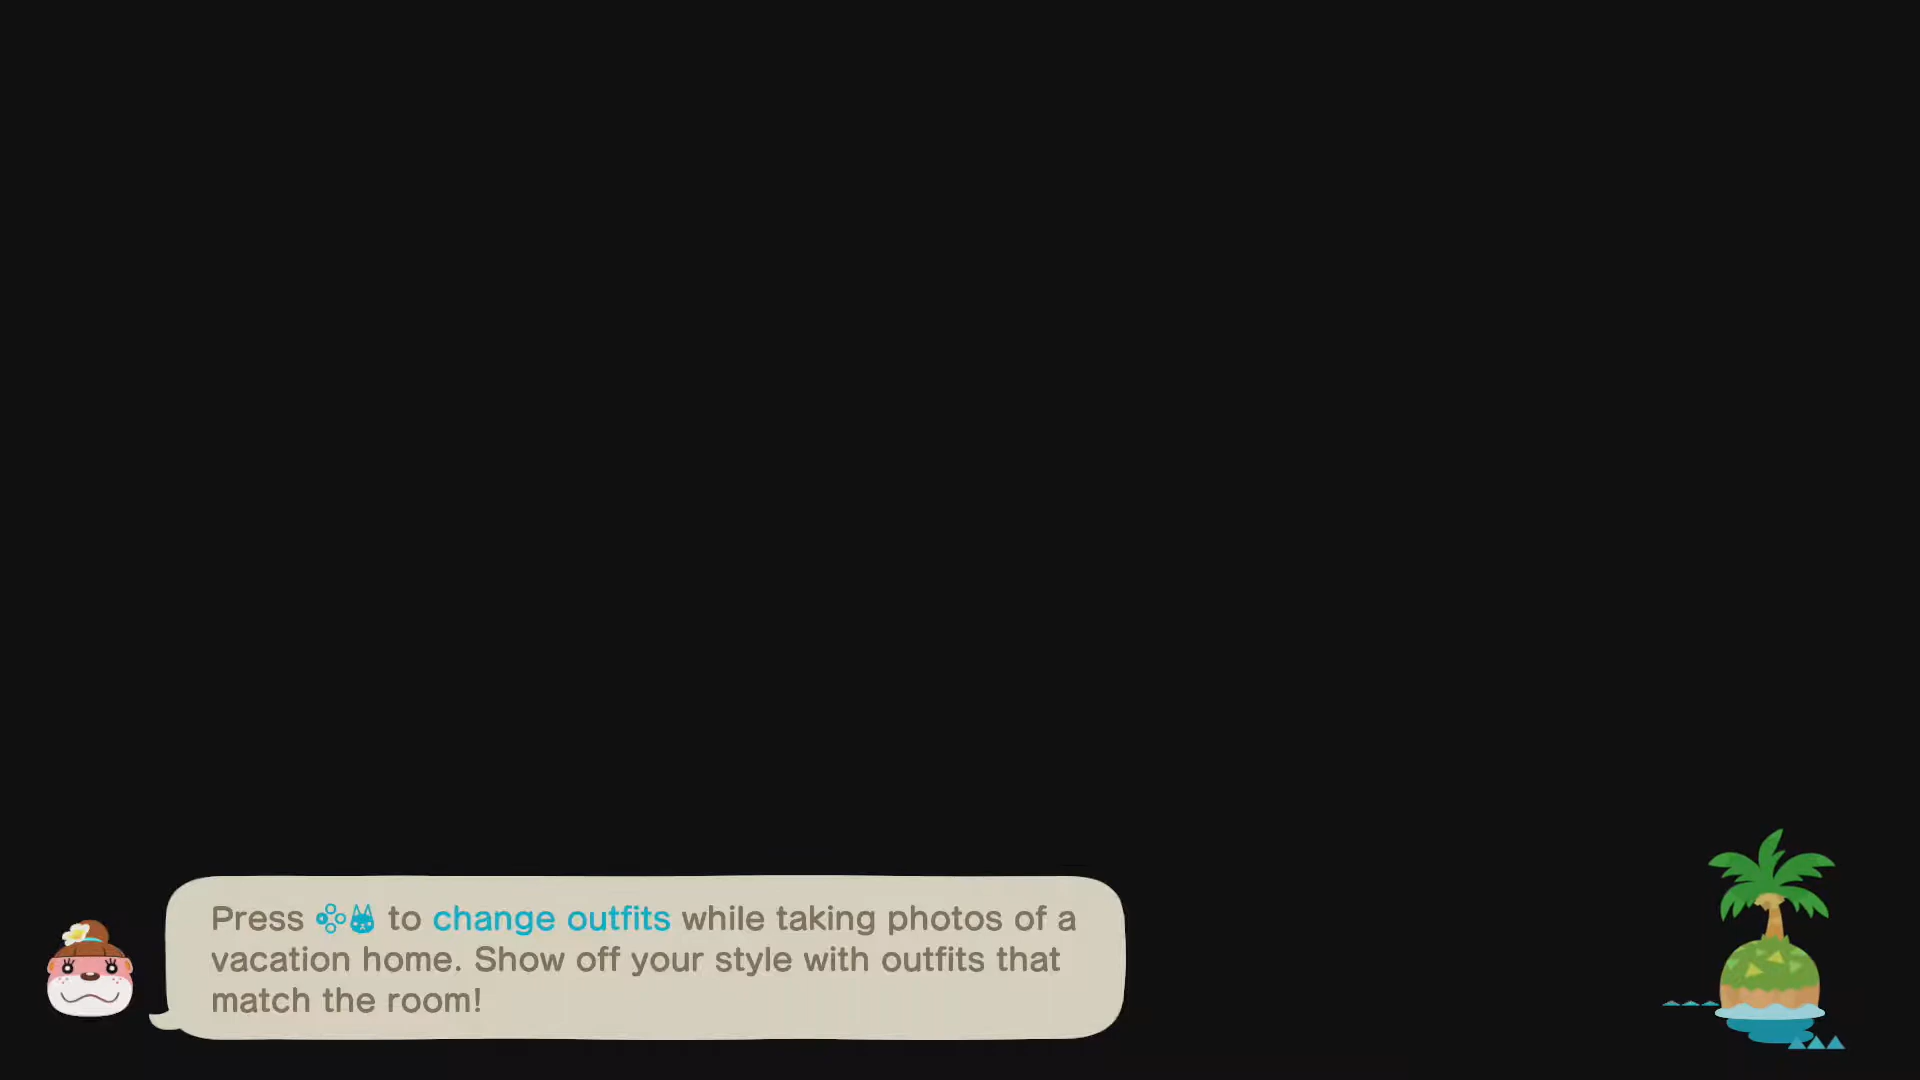 Press to change outfits while taking photos of a
vacation home. Show off your style with outfits that
match the room!